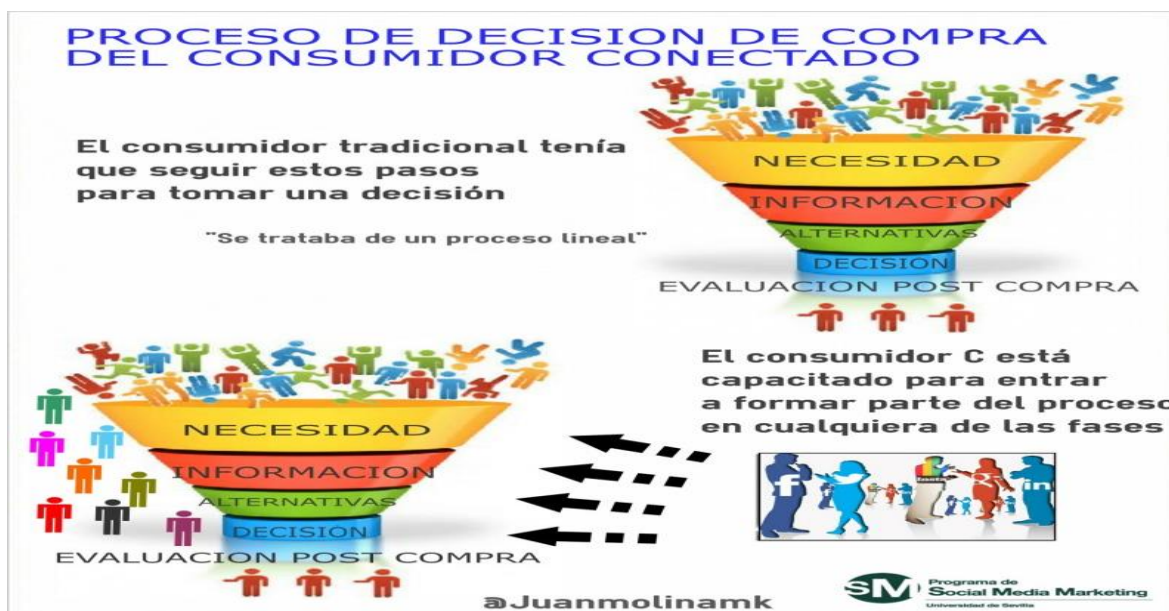 PROCESO DE DECISION DE COMPRA
DEL CONSUMIDOR CONECTADO
El consumidor tradicional tenía
que seguir estos pasos
para tomar una decisión
"Se trataba de un proceso lineal"
NECESIDAD
INFORMACION
ALTERNATIVAS
DECISION
EVALUACION POST COMPRA
El consumidor C está
capacitado para entrar
a formar parte del proceso
en cualquiera de las fases
NECESIDAD
INFORMACION
ALTERNATIVAS
DECISION
EVALUACION POST COMPRA
f
in
@Juanmolinamk
SM
Programa de
Social Media Marketing
Universidad de Sevilla